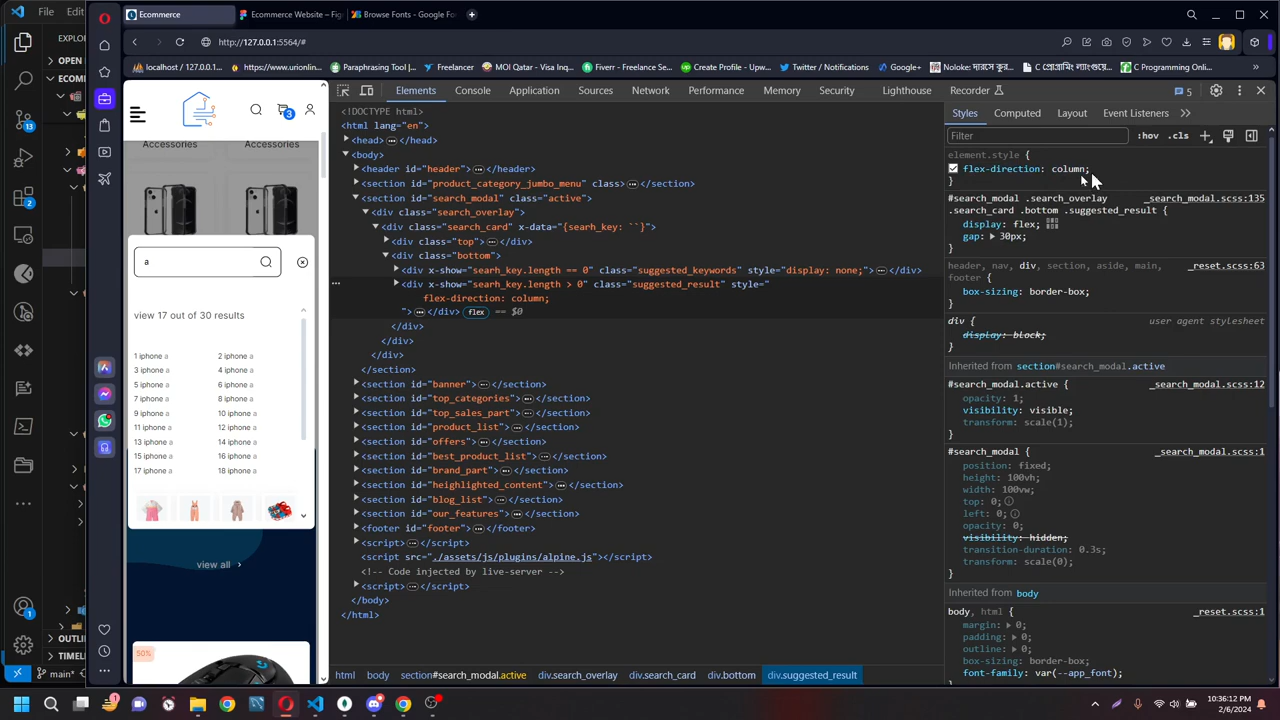 File
Edit
Ecommerce
Ecommerce Website – Fig
Browse Fonts - Google Fo
http://127.0.0.1:5564/#
localhost / 127.0.0...
https://www.urionlin...
Paraphrasing Tool |...
Freelancer
MOI Qatar - Visa Inq...
Fiverr - Freelance Se...
Create Profile - Upw...
Twitter / Notifications
Google+
C Programing Onli...
EXPLOR
OPEN
ECOMM
OUTLIN
TIMELIN
main*
13
2
1
Elements
Console
Application
Sources
Network
Performance
Memory
Security
Lighthouse
Recorder
5
3
Accessories
Accessories
a
view 17 out of 30 results
1 iphone a
2 iphone a
3 iphone a
4 iphone a
5 iphone a
6 iphone a
7 iphone a
8 iphone a
9 iphone a
10 iphone a
11 iphone a
12 iphone a
13 iphone a
14 iphone a
15 iphone a
16 iphone a
17 iphone a
18 iphone a
view all
50%
<!DOCTYPE html>
<html lang="en">
<head> </head>
<body>
<header id="header"> </header>
<section id="product_category_jumbo_menu" class> </section>
<section id="search_modal" class="active">
<div class="search_overlay">
<div class="search_card" x-data="{searh_key: ``}">
<div class="top"> </div>
<div class="bottom">
<div x-show="searh_key.length == 0" class="suggested_keywords" style="display: none;"> </div>
<div x-show="searh_key.length > 0" class="suggested_result" style="
flex-direction: column;
"> </div> flex == $0
</div>
</div>
</div>
</section>
<section id="banner"> </section>
<section id="top_categories"> </section>
<section id="top_sales_part"> </section>
<section id="product_list"> </section>
<section id="offers"> </section>
<section id="best_product_list"> </section>
<section id="brand_part"> </section>
<section id="heighlighted_content"> </section>
<section id="blog_list"> </section>
<section id="our_features"> </section>
<footer id="footer"> </footer>
<script> </script>
<script src="./assets/js/plugins/alpine.js"></script>
<!-- Code injected by live-server -->
<script> </script>
</body>
</html>
html
body
section#search_modal.active
div.search_overlay
div.search_card
div.bottom
div.suggested_result
Styles
Computed
Layout
Event Listeners
Filter
:hov
.cls
element.style {
flex-direction: column;
}
#search_modal .search_overlay
_search_modal.scss:135
.search_card .bottom .suggested_result {
display: flex;
gap: 30px;
}
header, nav, div, section, aside, main,
_reset.scss:63
footer {
box-sizing: border-box;
}
div {
user agent stylesheet
display: block;
}
Inherited from section#search_modal.active
#search_modal.active {
_search_modal.scss:12
opacity: 1;
visibility: visible;
transform: scale(1);
}
#search_modal {
_search_modal.scss:1
position: fixed;
height: 100vh;
width: 100vw;
top: 0;
left: 0;
opacity: 0;
visibility: hidden;
transition-duration: 0.3s;
transform: scale(0);
}
Inherited from body
body, html {
_reset.scss:1
margin: 0;
padding: 0;
outline: 0;
box-sizing: border-box;
font-family: var(--app_font);
10:36:12 PM
2/6/2024